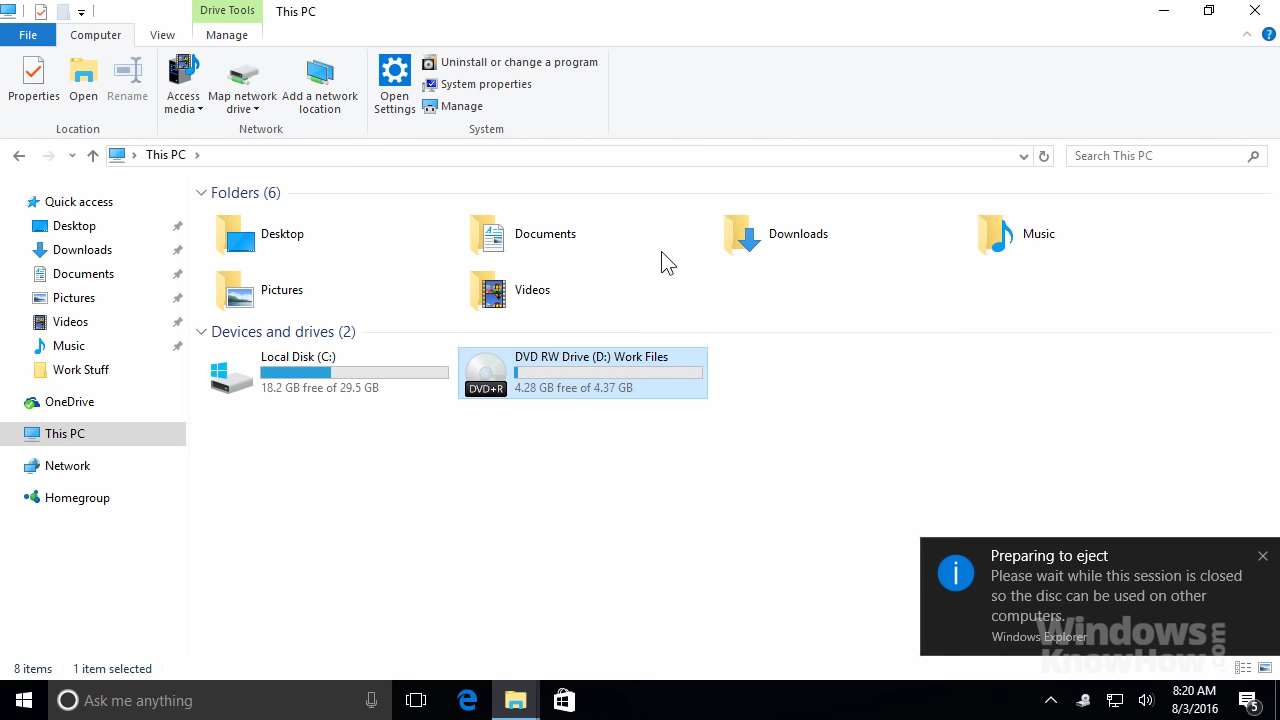 Drive Tools
This PC
File
Computer
View
Manage
Properties
Open
Rename
Location
Access media
Map network drive
Add a network location
Network
Open Settings
Uninstall or change a program
System properties
Manage
System
This PC
Search This PC
Quick access
Desktop
Downloads
Documents
Pictures
Videos
Music
Work Stuff
OneDrive
This PC
Network
Homegroup
Folders (6)
Desktop
Documents
Downloads
Music
Pictures
Videos
Devices and drives (2)
Local Disk (C:)
18.2 GB free of 29.5 GB
DVD RW Drive (D:) Work Files
DVD+R
4.28 GB free of 4.37 GB
Preparing to eject
Please wait while this session is closed
so the disc can be used on other
computers.
Windows Explorer
Windows
KnowHow.com
8 items
1 item selected
Ask me anything
8:20 AM
8/3/2016
5